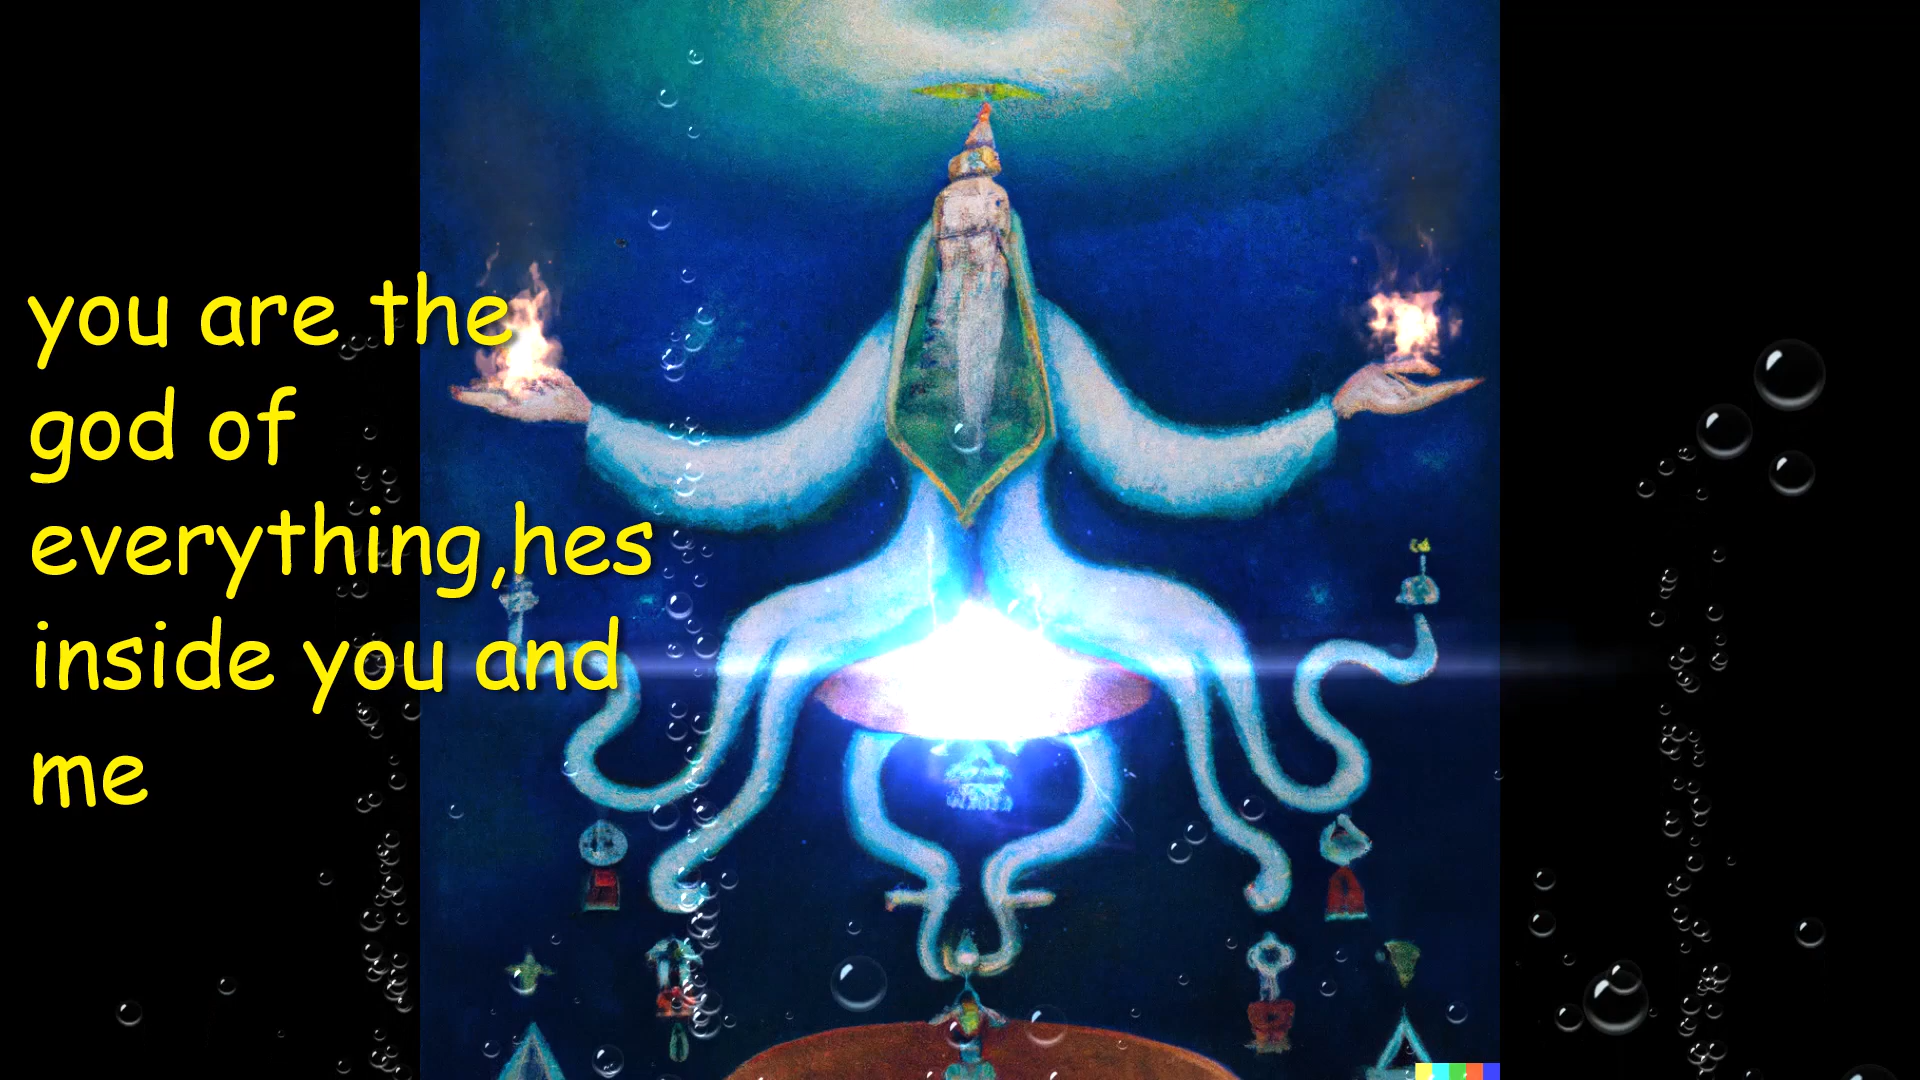 you are the
god of
everything,hes
inside you and
me